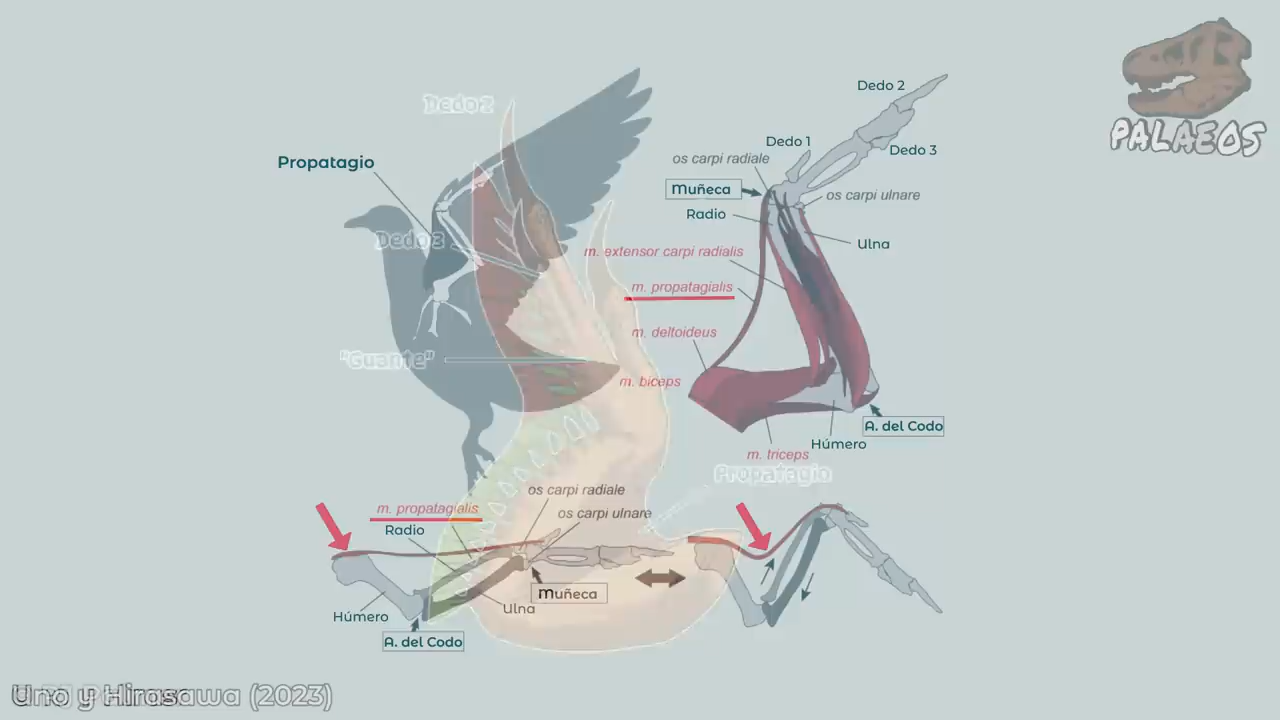 PALAEOS
Dedo 2
Propatagio
Dedo 3
"Guante"
Dedo 2
Dedo 1
Dedo 3
os carpi radiale
Muñeca
os carpi ulnare
Radio
Ulna
m. extensor carpi radialis
m. propatagialis
m. deltoideus
m. biceps
A. del Codo
Húmero
m. triceps
Propatagio
os carpi radiale
m. propatagialis
os carpi ulnare
Radio
Muñeca
Ulna
Húmero
A. del Codo
Uno y Hirasawa (2023)